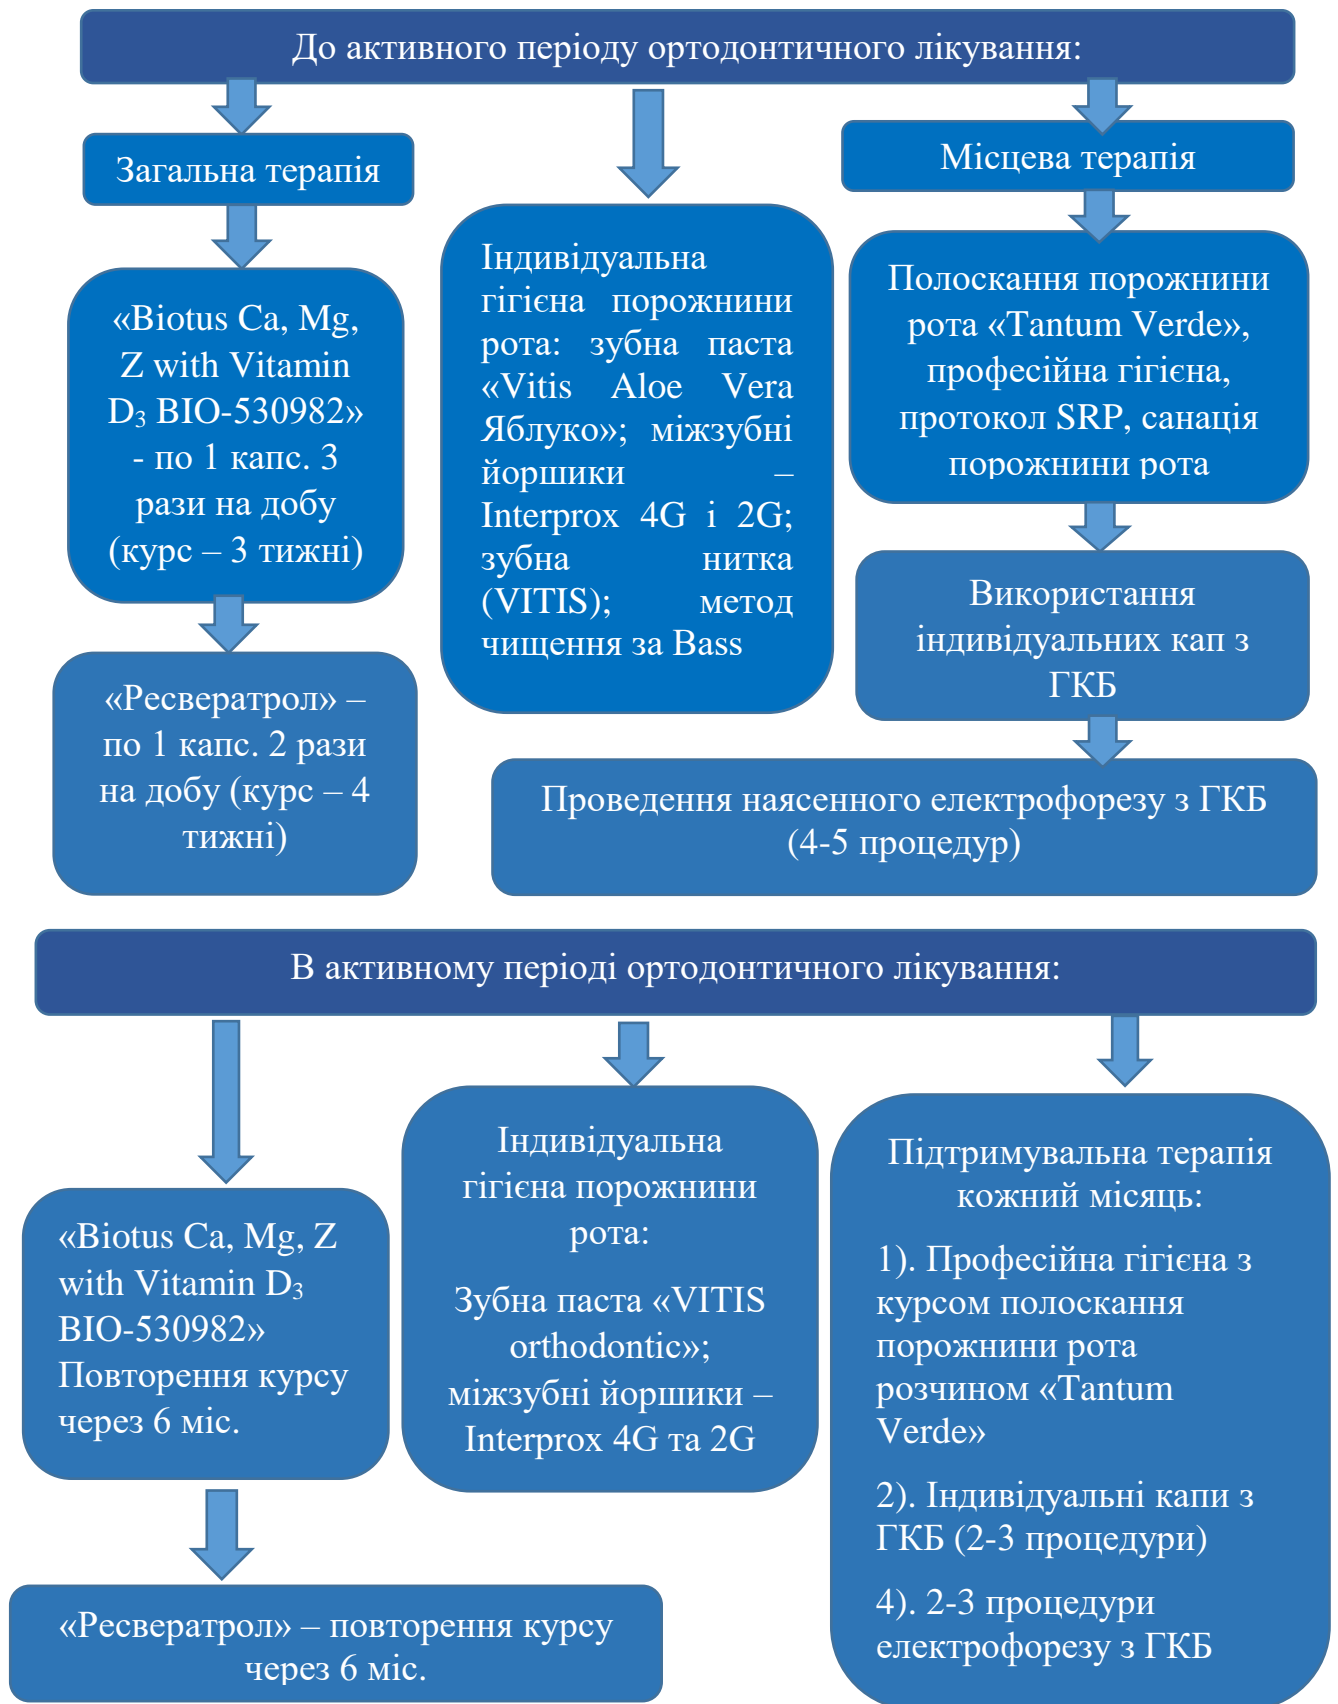 До активного періоду ортодонтичного лікування:
Загальна терапія
«Biotus Ca, Mg,
Z with Vitamin
D₃ BIO-530982»
- по 1 капс. 3
рази на добу
(курс – 3 тижні)
«Ресвератрол» –
по 1 капс. 2 рази
на добу (курс – 4
тижні)
Індивідуальна
гігієна порожнини
рота: зубна паста
«Vitis Aloe Vera
Яблуко»; міжзубні
йоршики –
Interprox 4G і 2G;
зубна нитка
(VITIS); метод
чищення за Bass
Місцева терапія
Полоскання порожнини
рота «Tantum Verde»,
професійна гігієна,
протокол SRP, санація
порожнини рота
Використання
індивідуальних кап з
ГКБ
Проведення наясенного електрофорезу з ГКБ
(4-5 процедур)
В активному періоді ортодонтичного лікування:
«Biotus Ca, Mg, Z
with Vitamin D₃
BIO-530982»
Повторення курсу
через 6 міс.
«Ресвератрол» – повторення курсу
через 6 міс.
Індивідуальна
гігієна порожнини
рота:
Зубна паста «VITIS
orthodontic»;
міжзубні йоршики –
Interprox 4G та 2G
Підтримувальна терапія
кожний місяць:
1). Професійна гігієна з
курсом полоскання
порожнини рота
розчином «Tantum
Verde»
2). Індивідуальні капи з
ГКБ (2-3 процедури)
4). 2-3 процедури
електрофорезу з ГКБ